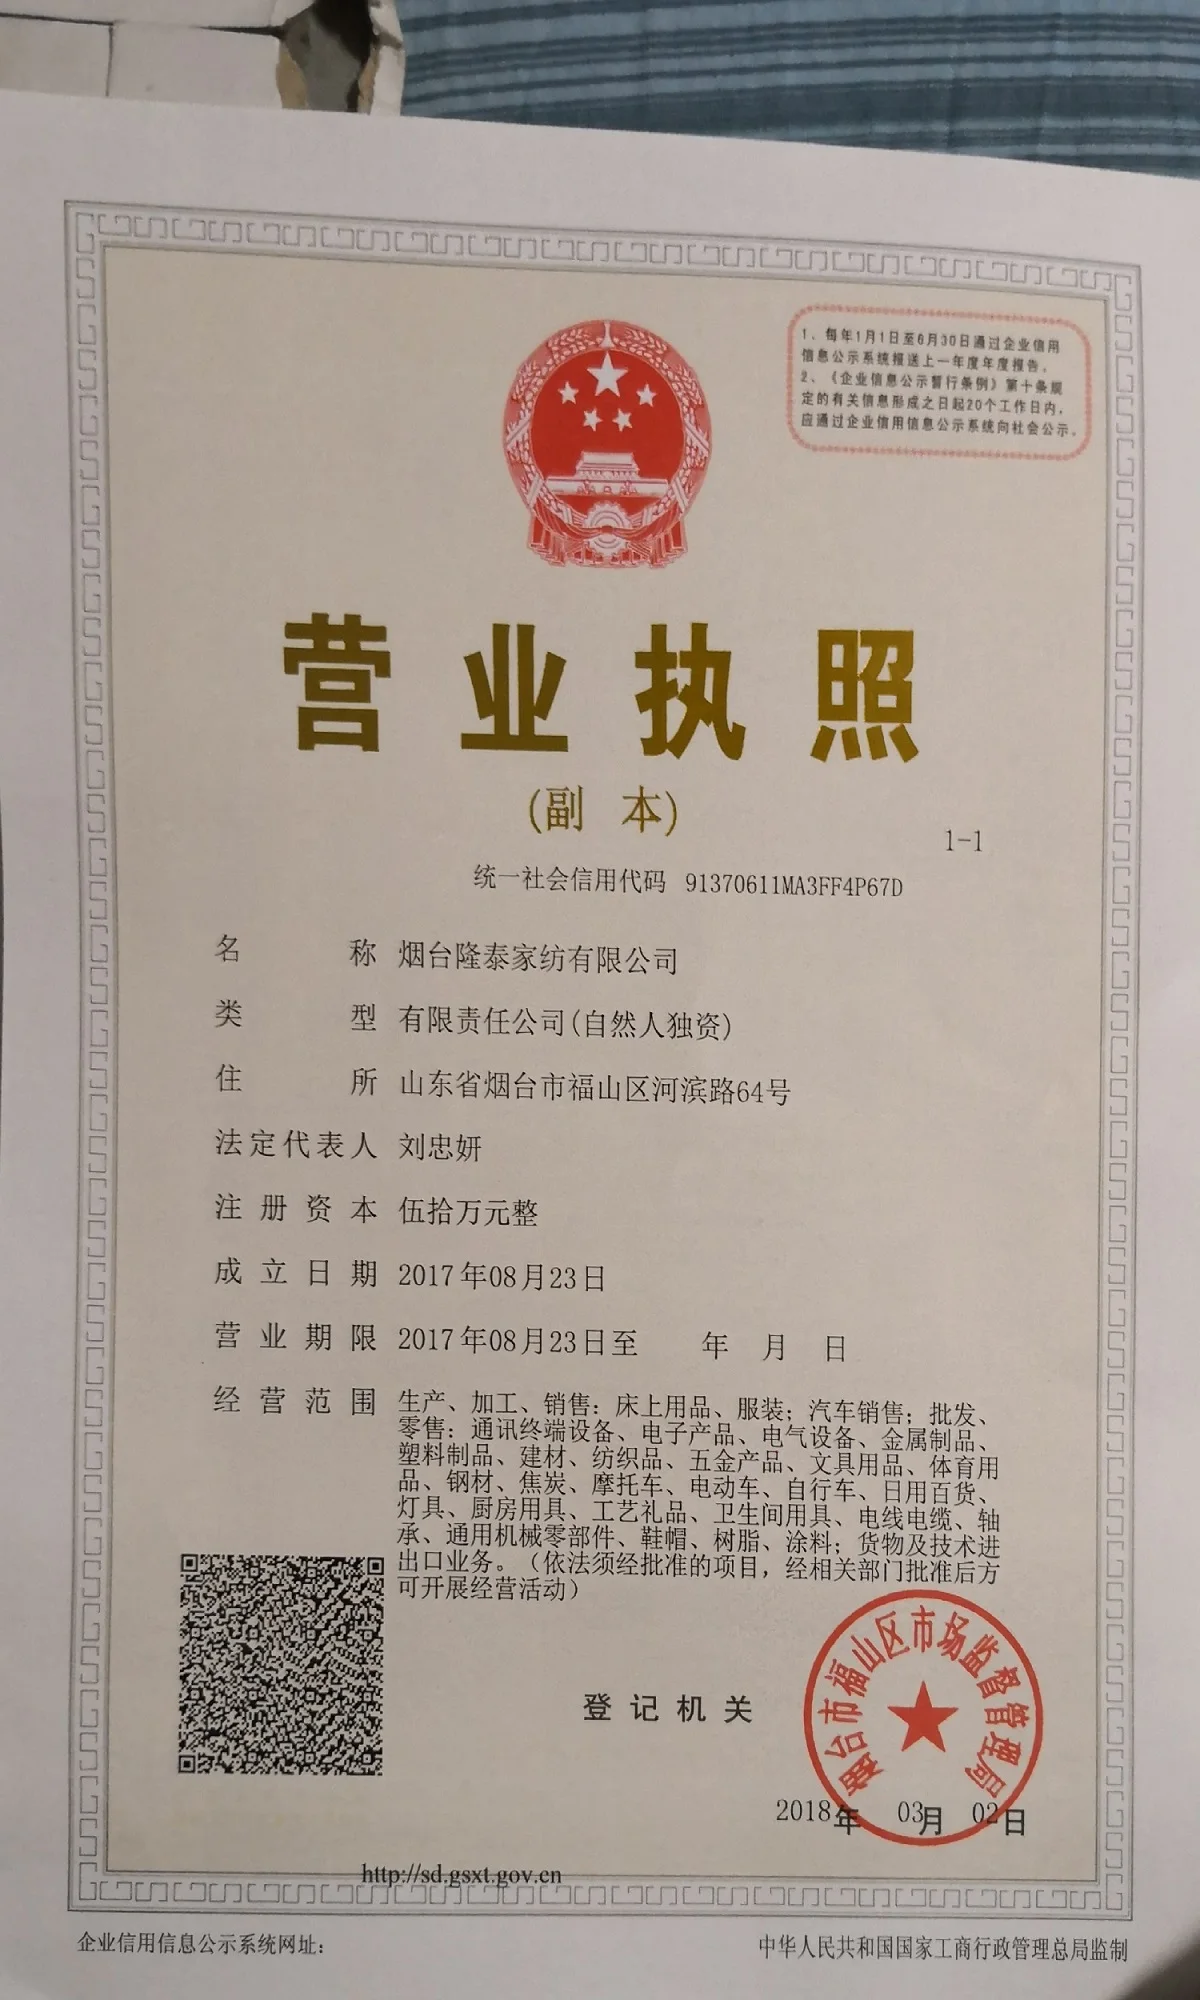 1、每年1月1日至6月30日通过企业信用
信息公示系统报送上一年度年度报告。
2、《企业信息公示暂行条例》第十条规
定的有关信息形成之日起20个工作日内，
应通过企业信用信息公示系统向社会公示。
营业执照
(副 本)
1-1
统一社会信用代码 91370611MA3FF4P67D
名称 烟台隆泰家纺有限公司
类型 有限责任公司(自然人独资)
住所 山东省烟台市福山区河滨路64号
法定代表人 刘忠妍
注册资本 伍拾万元整
成立日期 2017年08月23日
营业期限 2017年08月23日至 年 月 日
经营范围 生产、加工、销售：床上用品、服装；汽车销售；批发、
零售：通讯终端设备、电子产品、电气设备、金属制品、
塑料制品、建材、纺织品、五金产品、文具用品、体育用
品、钢材、焦炭、摩托车、电动车、自行车、日用百货、
灯具、厨房用具、工艺礼品、卫生间用具、电线电缆、轴
承、通用机械零部件、鞋帽、树脂、涂料；货物及技术进
出口业务。（依法须经批准的项目，经相关部门批准后方
可开展经营活动）
登记机关
烟台市福山区市场监督管理局
2018年 03月 02日
http://sd.gsxt.gov.cn
企业信用信息公示系统网址：
中华人民共和国国家工商行政管理总局监制